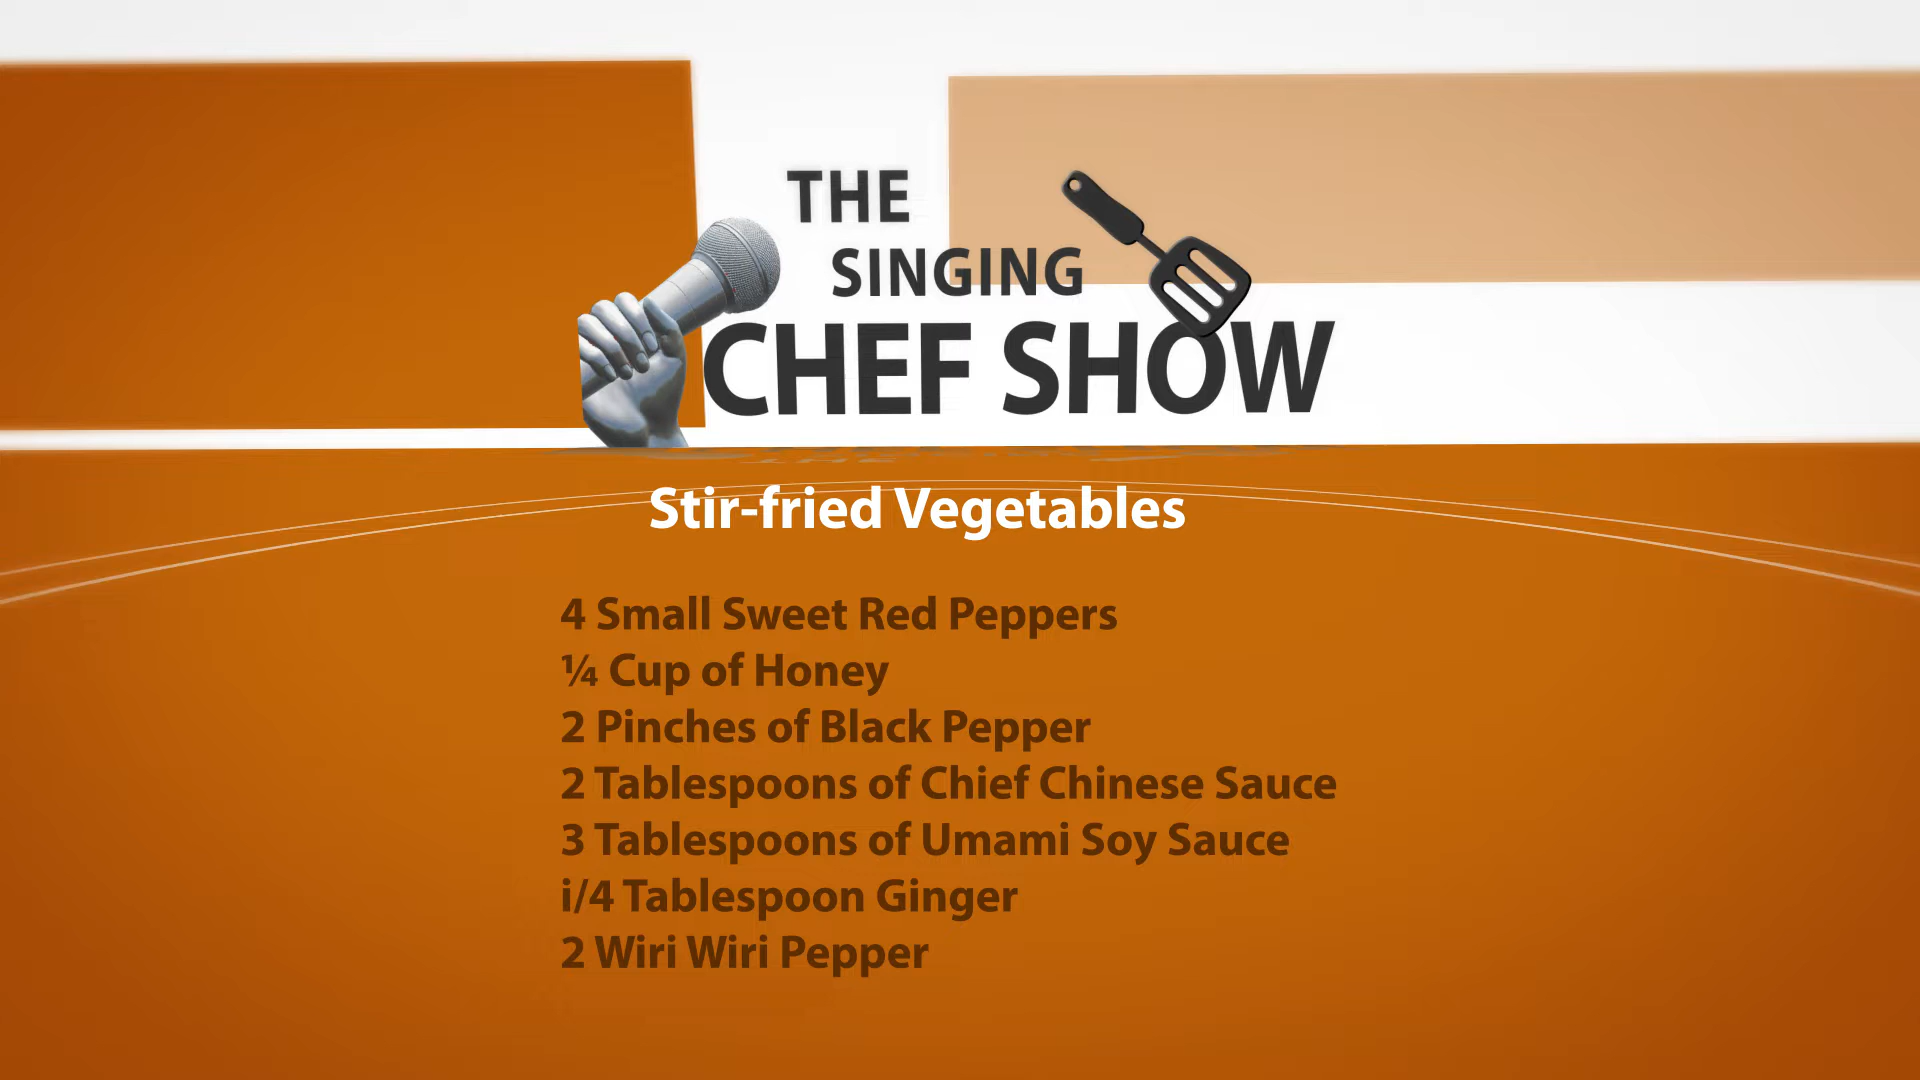 THE
SINGING
CHEF SHOW
Stir-fried Vegetables
4 Small Sweet Red Peppers
¼ Cup of Honey
2 Pinches of Black Pepper
2 Tablespoons of Chief Chinese Sauce
3 Tablespoons of Umami Soy Sauce
i/4 Tablespoon Ginger
2 Wiri Wiri Pepper